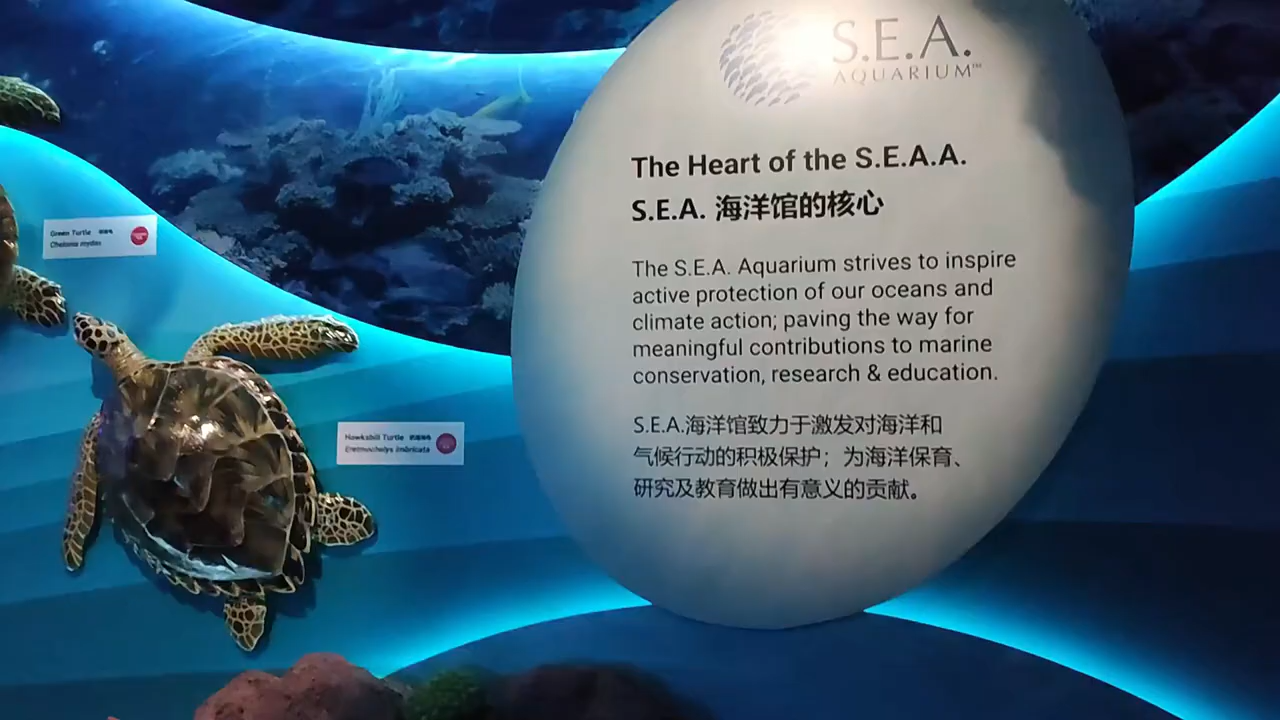 S.E.A.
AQUARIUM™
The Heart of the S.E.A.A.
S.E.A. 海洋馆的核心
The S.E.A. Aquarium strives to inspire
active protection of our oceans and
climate action; paving the way for
meaningful contributions to marine
conservation, research & education.
S.E.A.海洋馆致力于激发对海洋和
气候行动的积极保护；为海洋保育、
研究及教育做出有意义的贡献。
Green Turtle
Chelonia mydas
Hawksbill Turtle
Eretmochelys imbricata